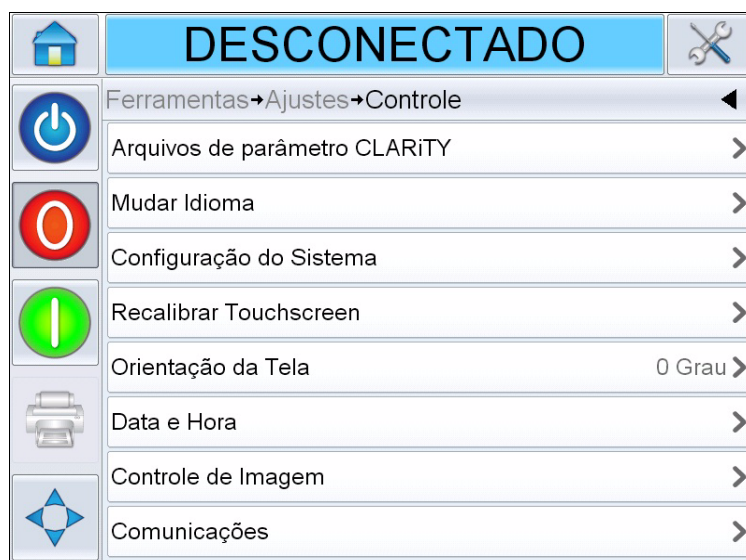 DESCONECTADO
Ferramentas→Ajustes→Controle
Arquivos de parâmetro CLARiTY
Mudar Idioma
Configuração do Sistema
Recalibrar Touchscreen
Orientação da Tela 0 Grau
Data e Hora
Controle de Imagem
Comunicações